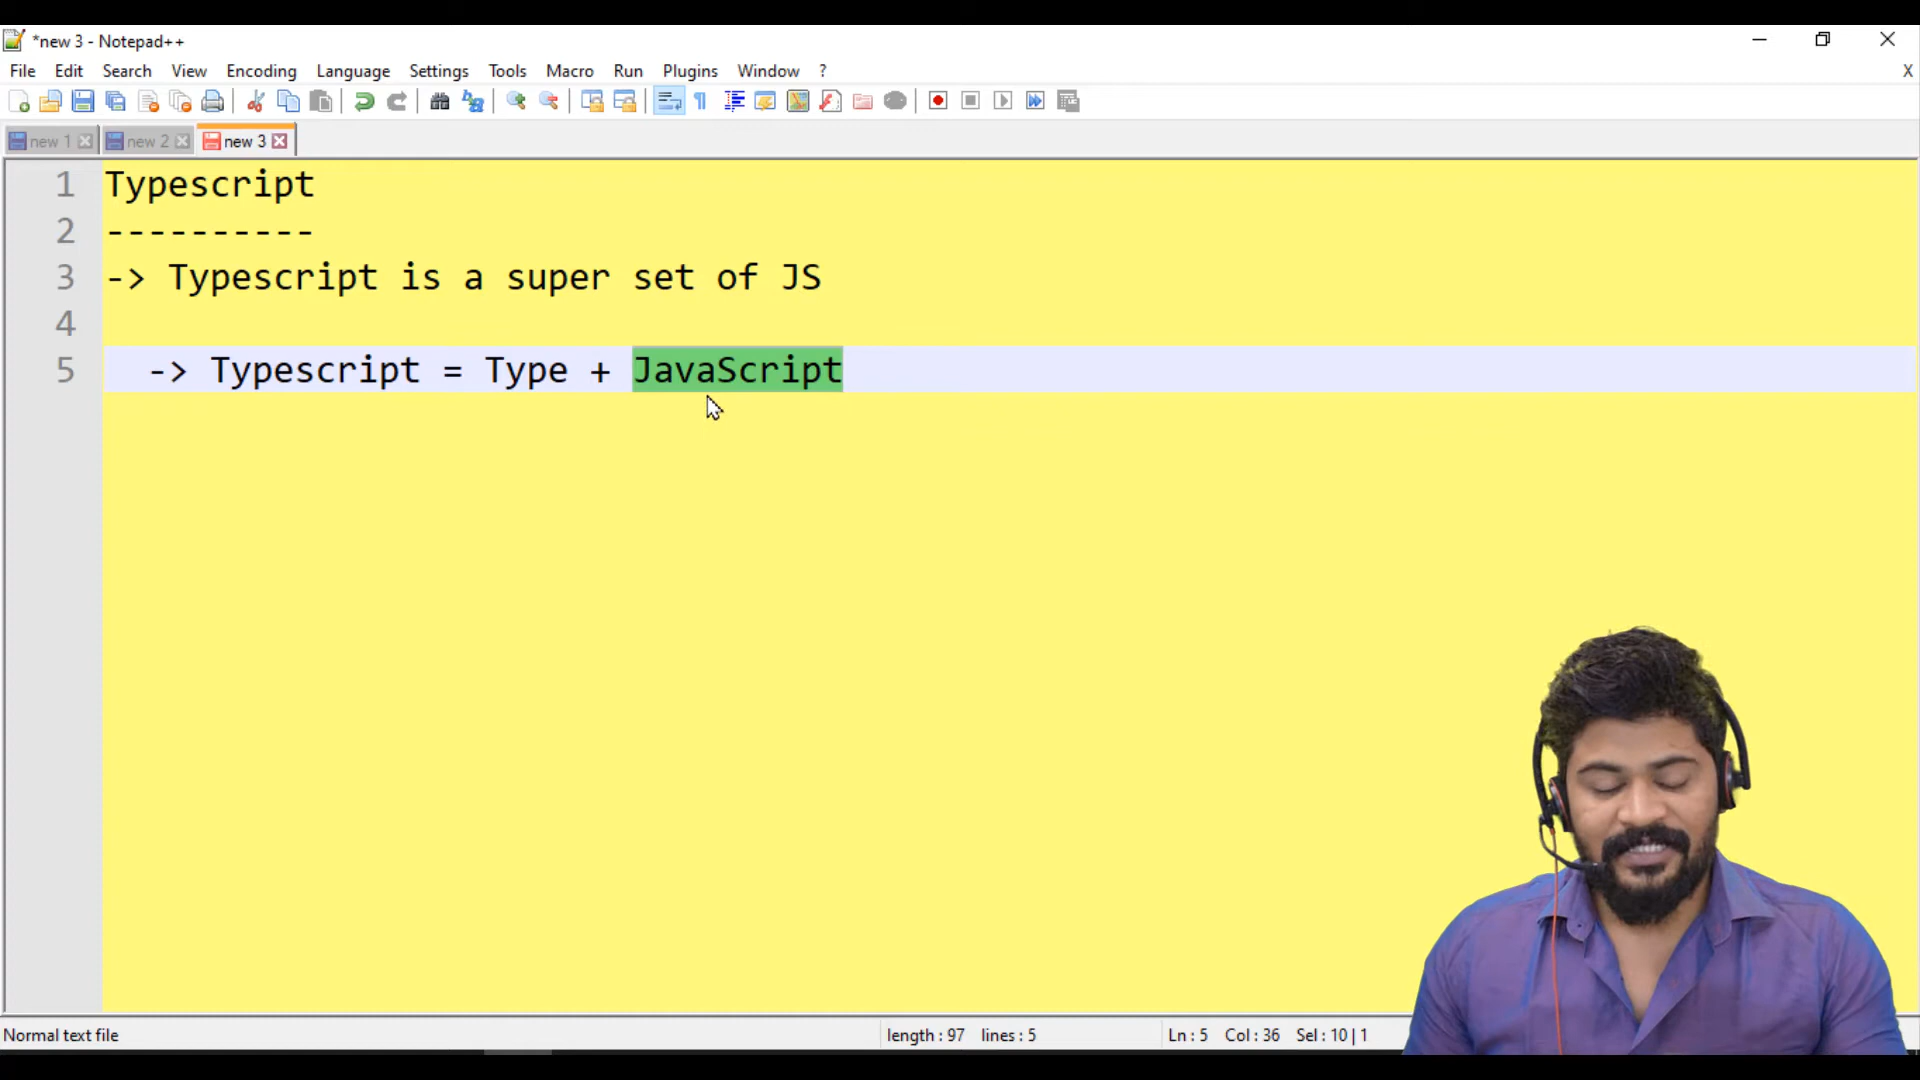 *new 3 - Notepad++
File Edit Search View Encoding Language Settings Tools Macro Run Plugins Window ? X
new 1 new 2 new 3
1 Typescript
2 ----------
3 -> Typescript is a super set of JS
4
5 -> Typescript = Type + JavaScript
Normal text file length : 97 lines : 5 Ln : 5 Col : 36 Sel : 10 | 1